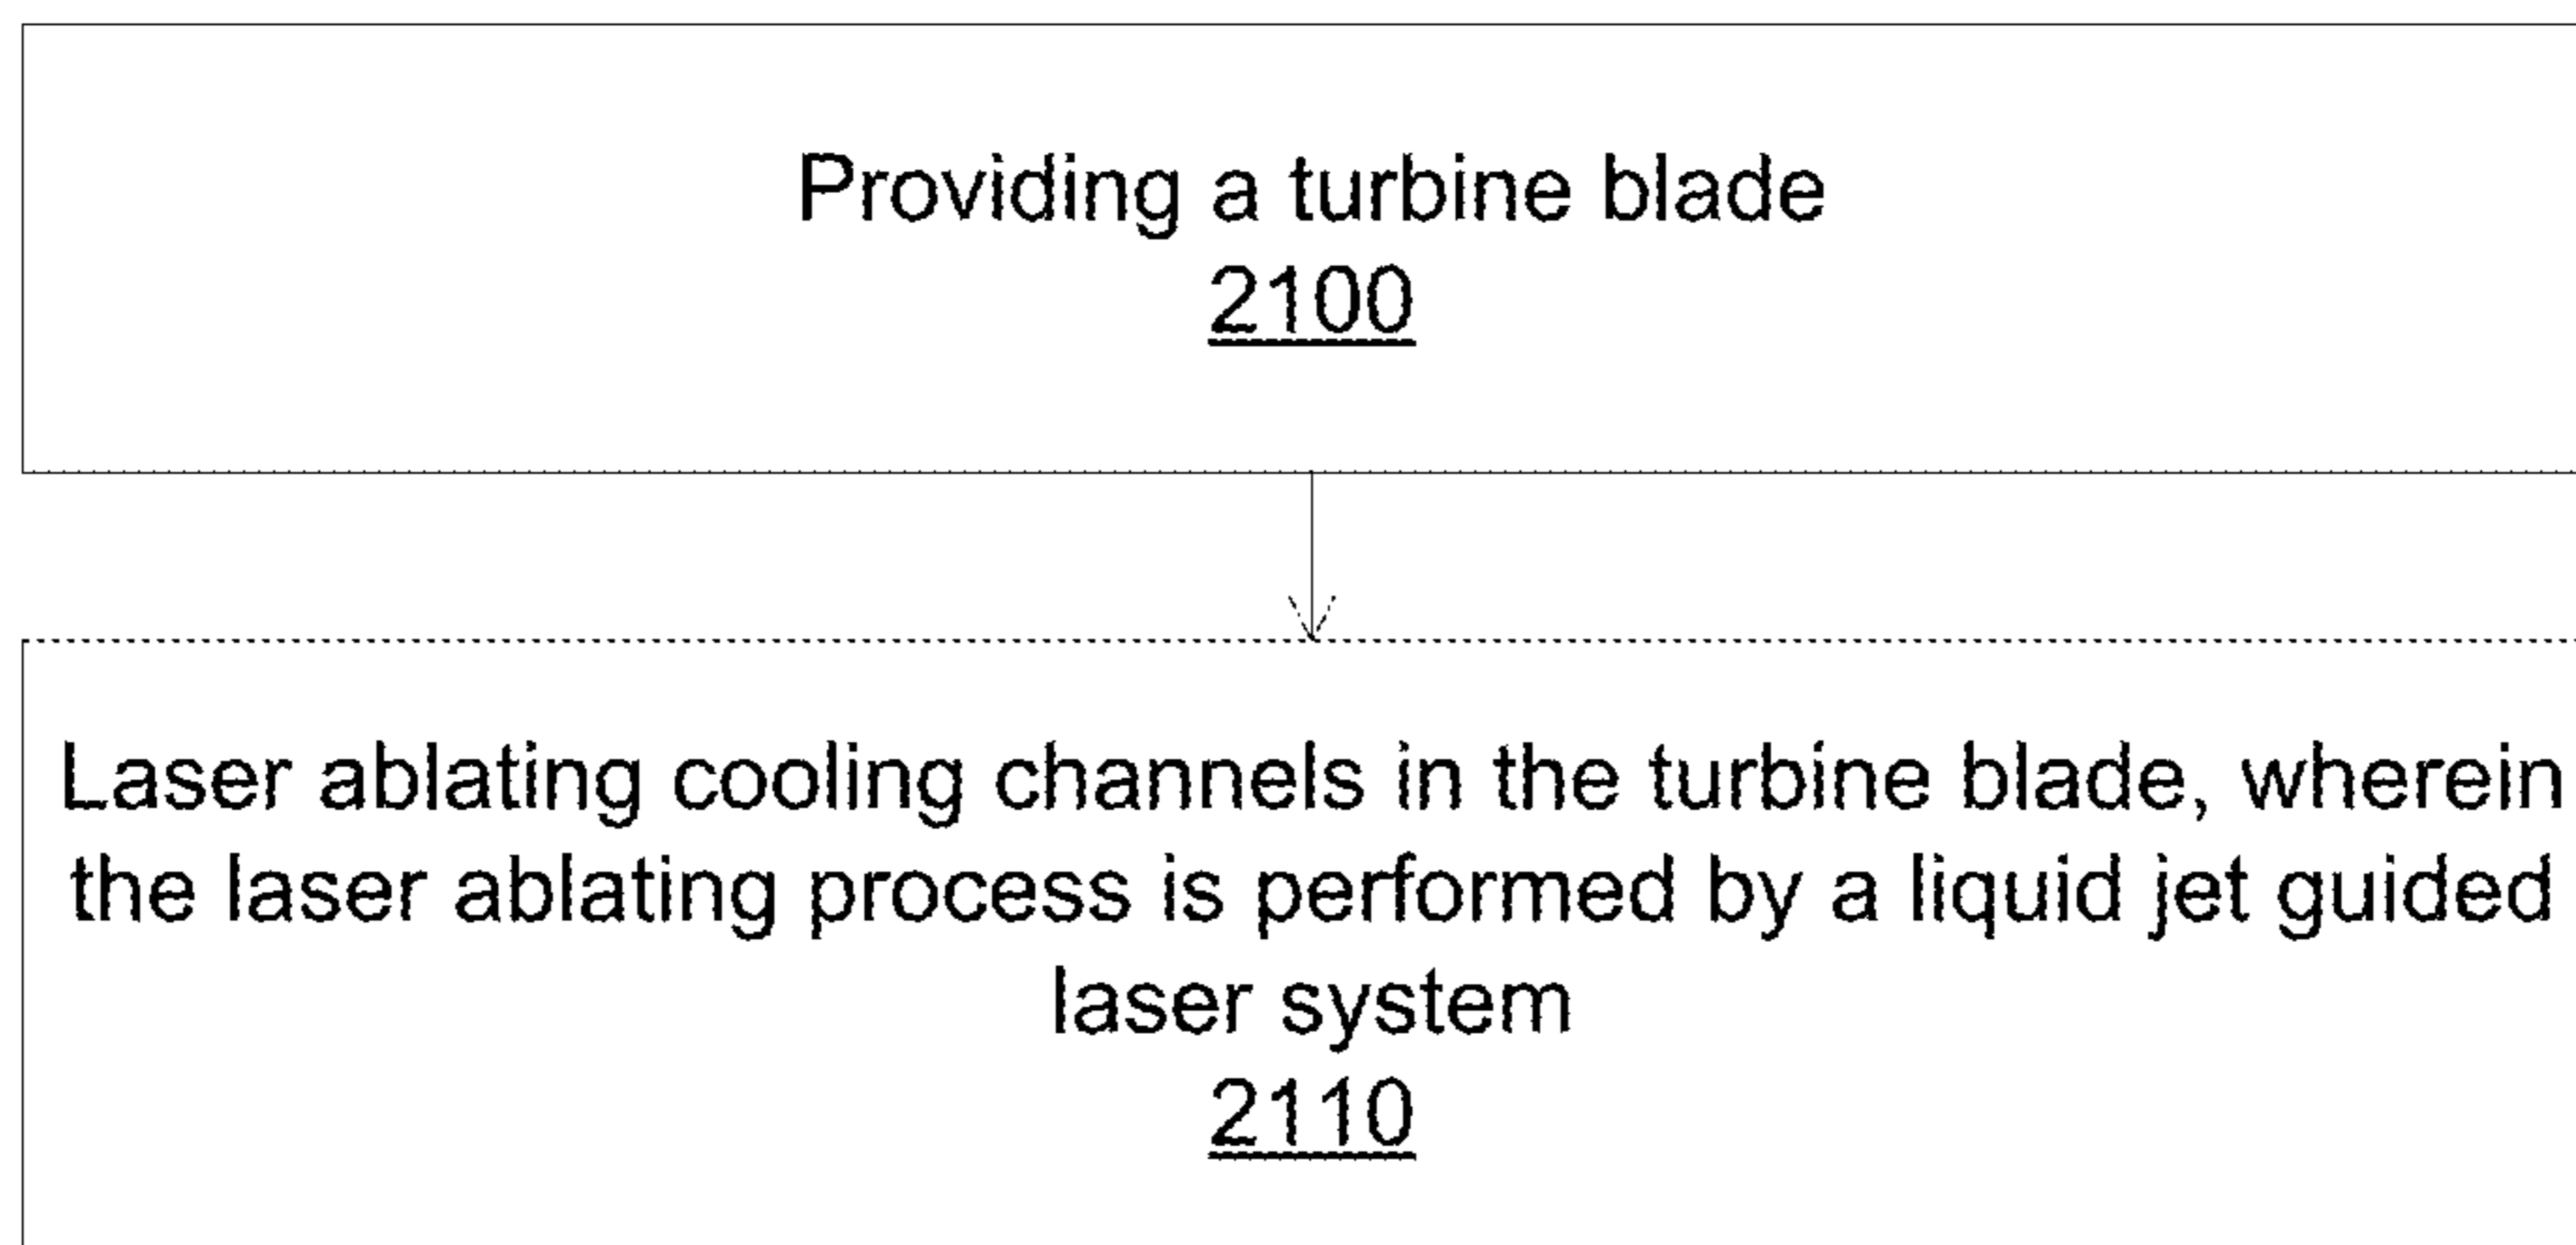 Providing a turbine blade
2100
Laser ablating cooling channels in the turbine blade, wherein
the laser ablating process is performed by a liquid jet guided
laser system
2110